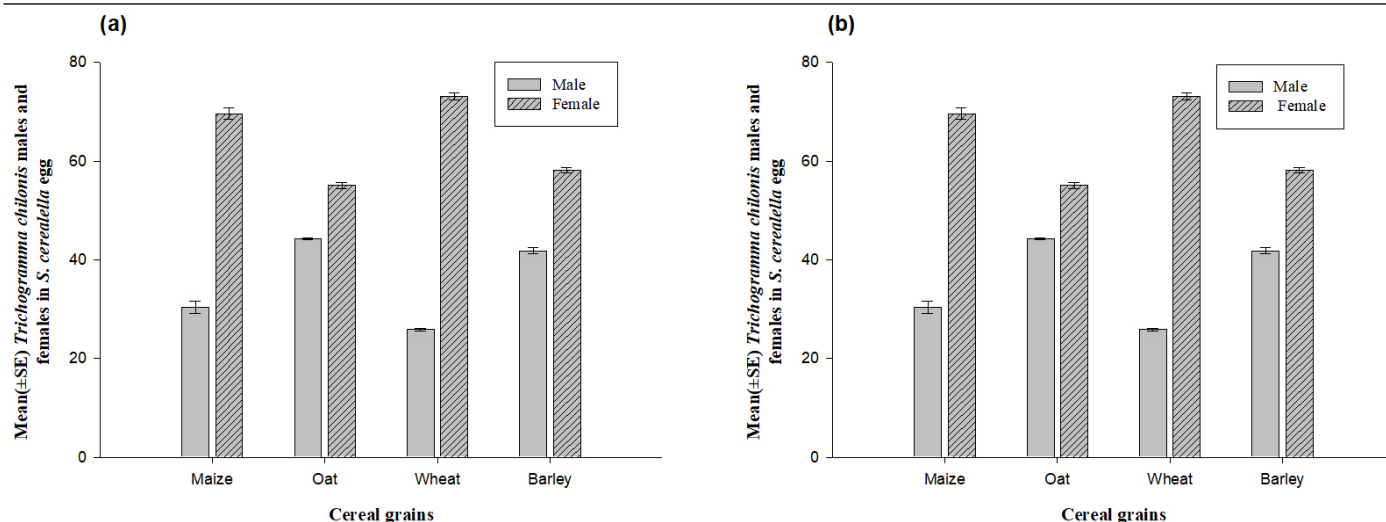 (a)
Mean(±SE) Trichogramma chilonis males and
females in S. cerealella egg
80
60
40
20
0
Male
Female
Maize
Oat
Wheat
Barley
Cereal grains
(b)
Mean(±SE) Trichogramma chilonis males and
females in S. cerealella egg
80
60
40
20
0
Male
Female
Maize
Oat
Wheat
Barley
Cereal grains